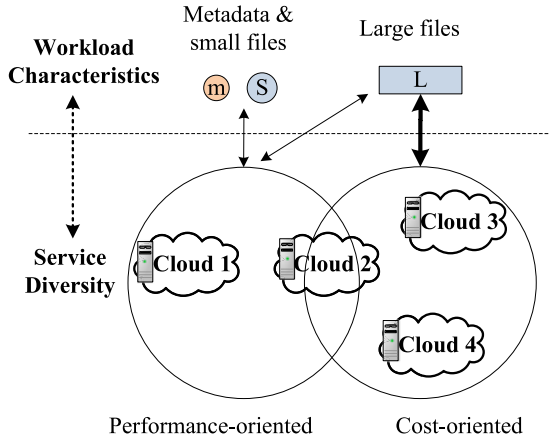 Metadata &
small files
Large files
Workload
Characteristics
m
S
L
Cloud 3
Cloud 1
Cloud 2
Service
Diversity
Cloud 4
Performance-oriented
Cost-oriented